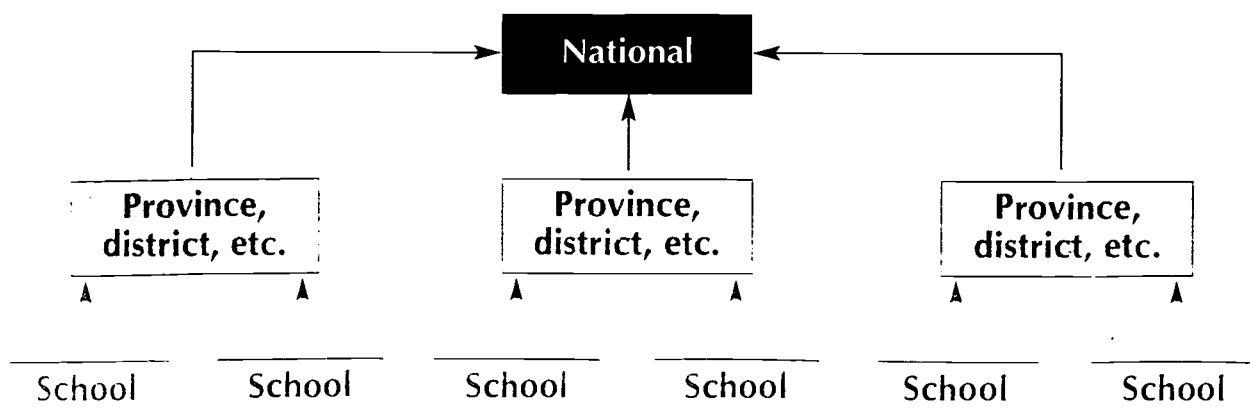 National
Province,
district, etc.
Province,
district, etc.
Province,
district, etc.
School
School
School
School
School
School